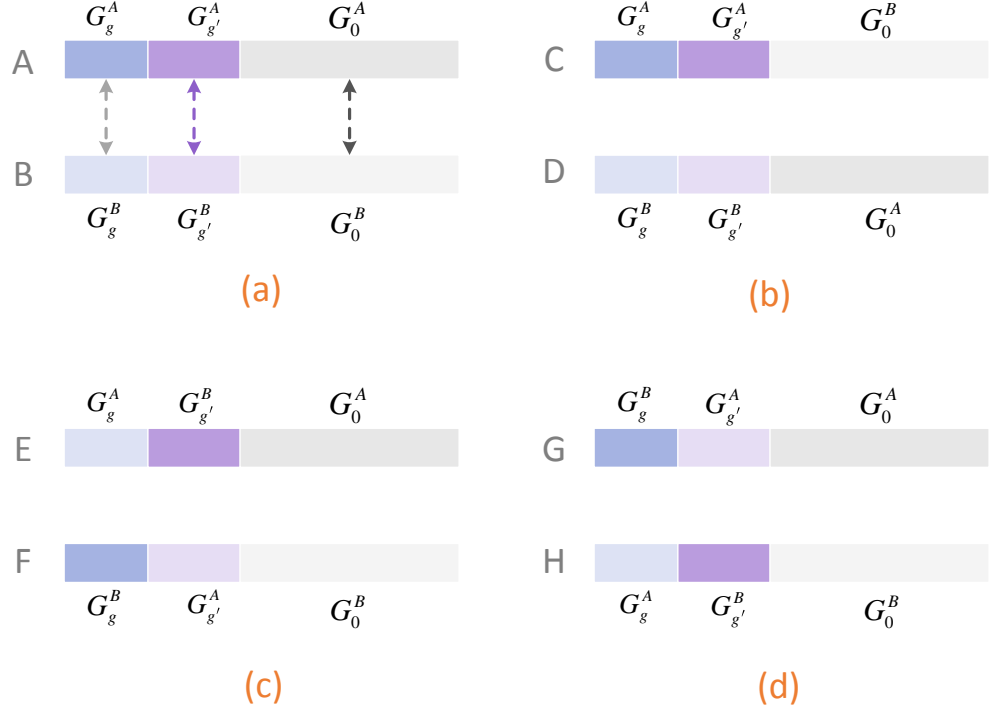 G_g^A G_{g'}^A G_0^A
A
B
G_g^B G_{g'}^B G_0^B
(a)
G_g^A G_{g'}^A G_0^B
C
D
G_g^B G_{g'}^B G_0^A
(b)
G_g^A G_{g'}^B G_0^A
E
F
G_g^B G_{g'}^A G_0^B
(c)
G_g^B G_{g'}^A G_0^A
G
H
G_g^A G_{g'}^B G_0^B
(d)